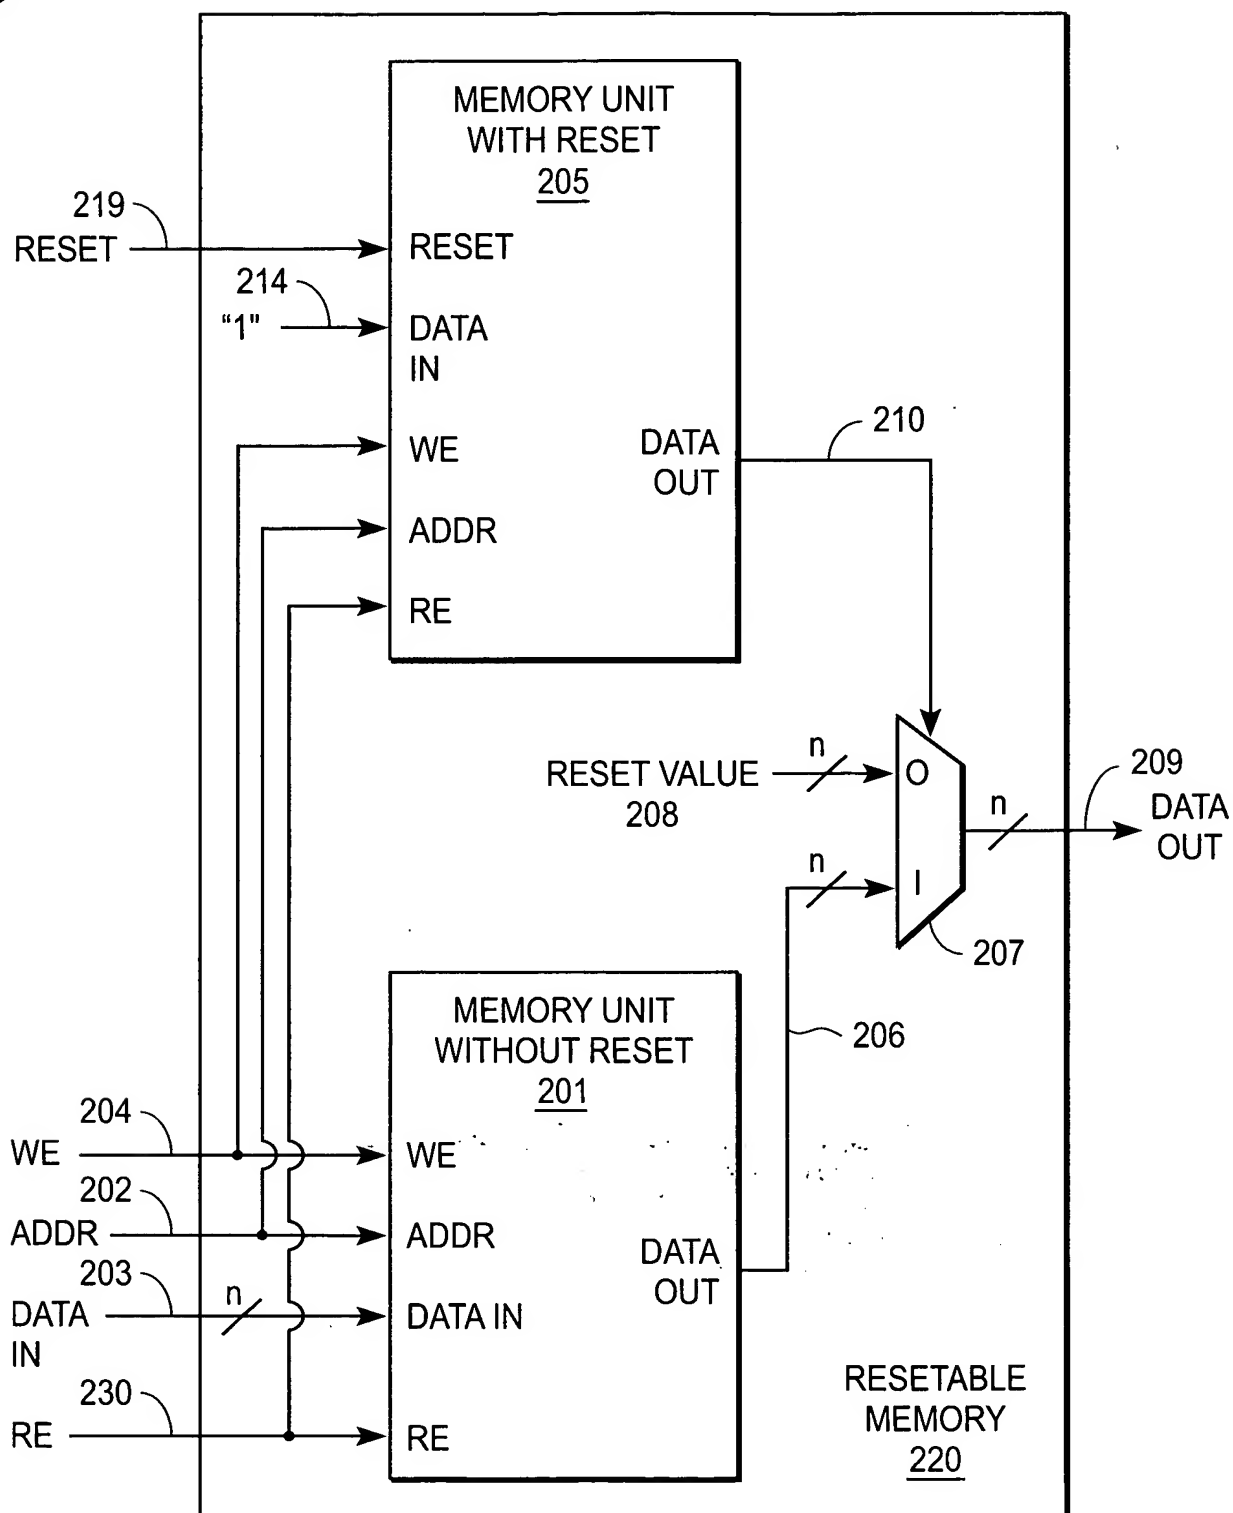 MEMORY UNIT
WITH RESET
205
219
RESET
RESET
214
"1"
DATA
IN
WE
DATA
OUT
210
ADDR
RE
n
RESET VALUE
208
O
n
209
DATA
OUT
n
I
207
MEMORY UNIT
WITHOUT RESET
201
206
204
WE
WE
202
ADDR
ADDR
DATA
OUT
203
n
DATA
IN
DATA IN
230
RE
RE
RESETABLE
MEMORY
220